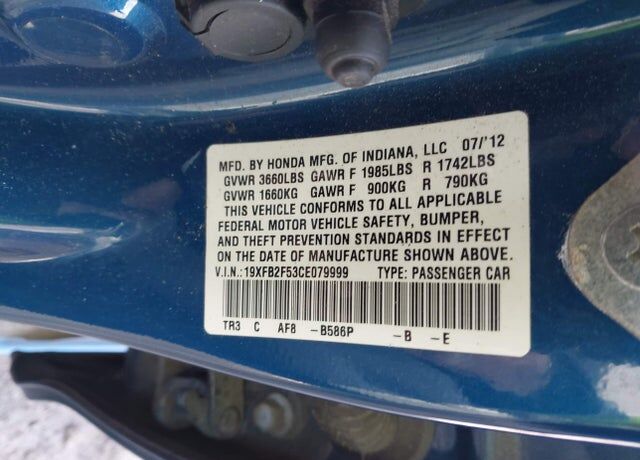 MFD. BY HONDA MFG. OF INDIANA, LLC 07/'12
GVWR 3660LBS GAWR F 1985LBS R 1742LBS
GVWR 1660KG GAWR F 900KG R 790KG
THIS VEHICLE CONFORMS TO ALL APPLICABLE
FEDERAL MOTOR VEHICLE SAFETY, BUMPER,
AND THEFT PREVENTION STANDARDS IN EFFECT
ON THE DATE OF MANUFACTURE SHOWN ABOVE.
V.I.N.: 19XFB2F53CE079999 TYPE: PASSENGER CAR
TR3 C AF8 -B586P -B -E